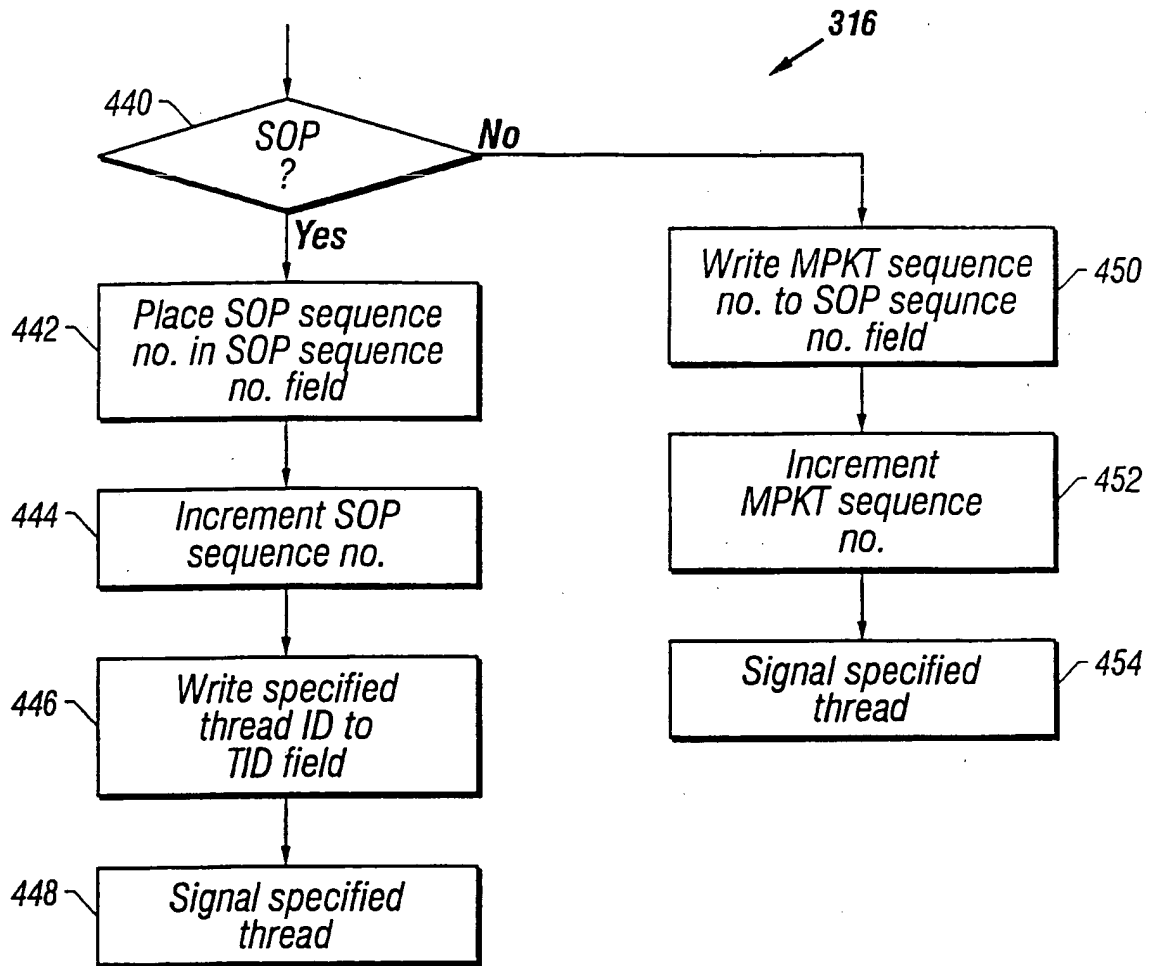 316
440
SOP
?
No
Yes
442
Place SOP sequence
no. in SOP sequence
no. field
444
Increment SOP
sequence no.
446
Write specified
thread ID to
TID field
448
Signal specified
thread
Write MPKT sequence
no. to SOP sequnce
no. field
450
Increment
MPKT sequence
no.
452
Signal specified
thread
454